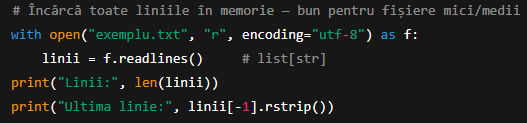 # Încărcă toate liniile în memorie — bun pentru fișiere mici/medii
with open("exemplu.txt", "r", encoding="utf-8") as f:
    linii = f.readlines()     # list[str]
print("Linii:", len(linii))
print("Ultima linie:", linii[-1].rstrip())